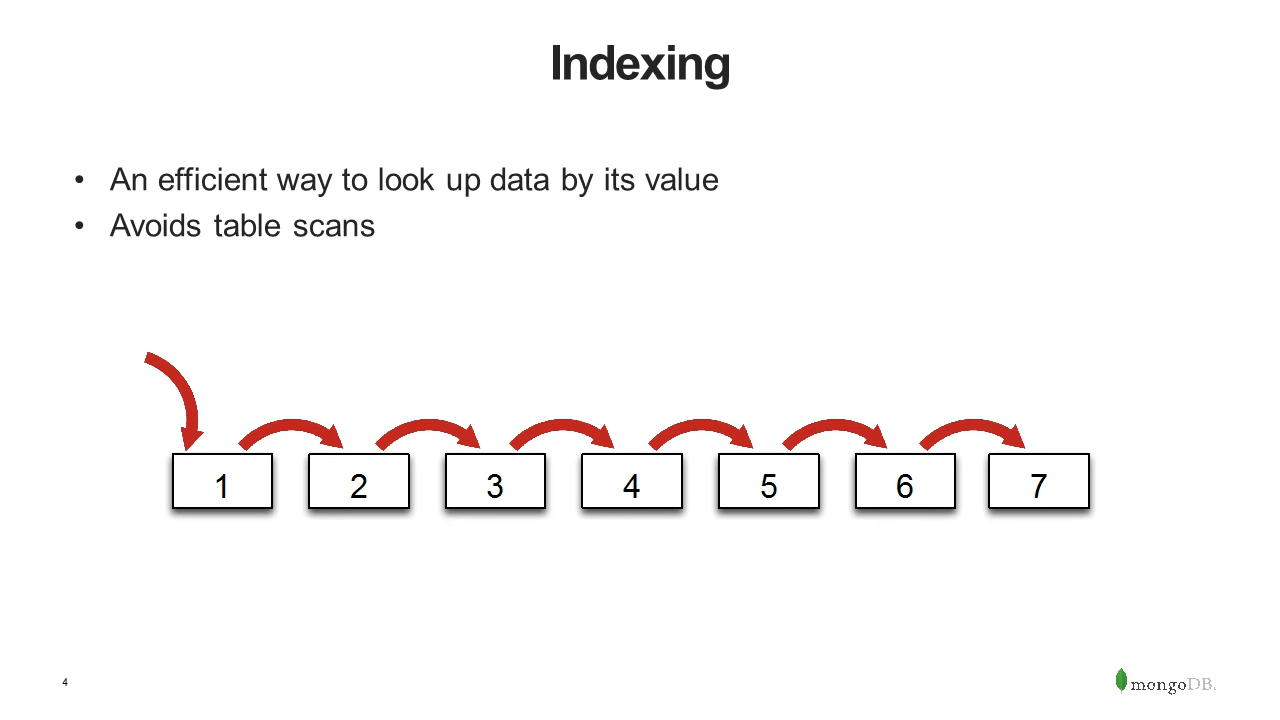 Indexing
• An efficient way to look up data by its value
• Avoids table scans
1 2 3 4 5 6 7
4
mongoDB.